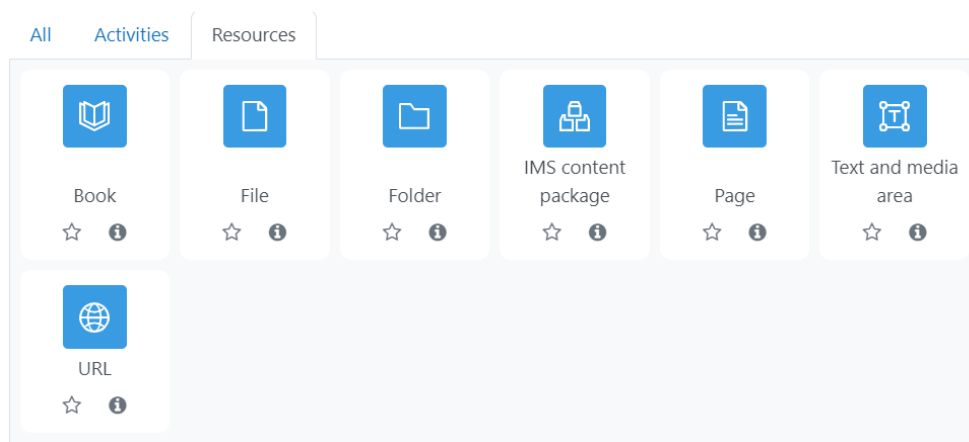 All Activities Resources
Book
File
Folder
IMS content
package
Page
Text and media
area
URL